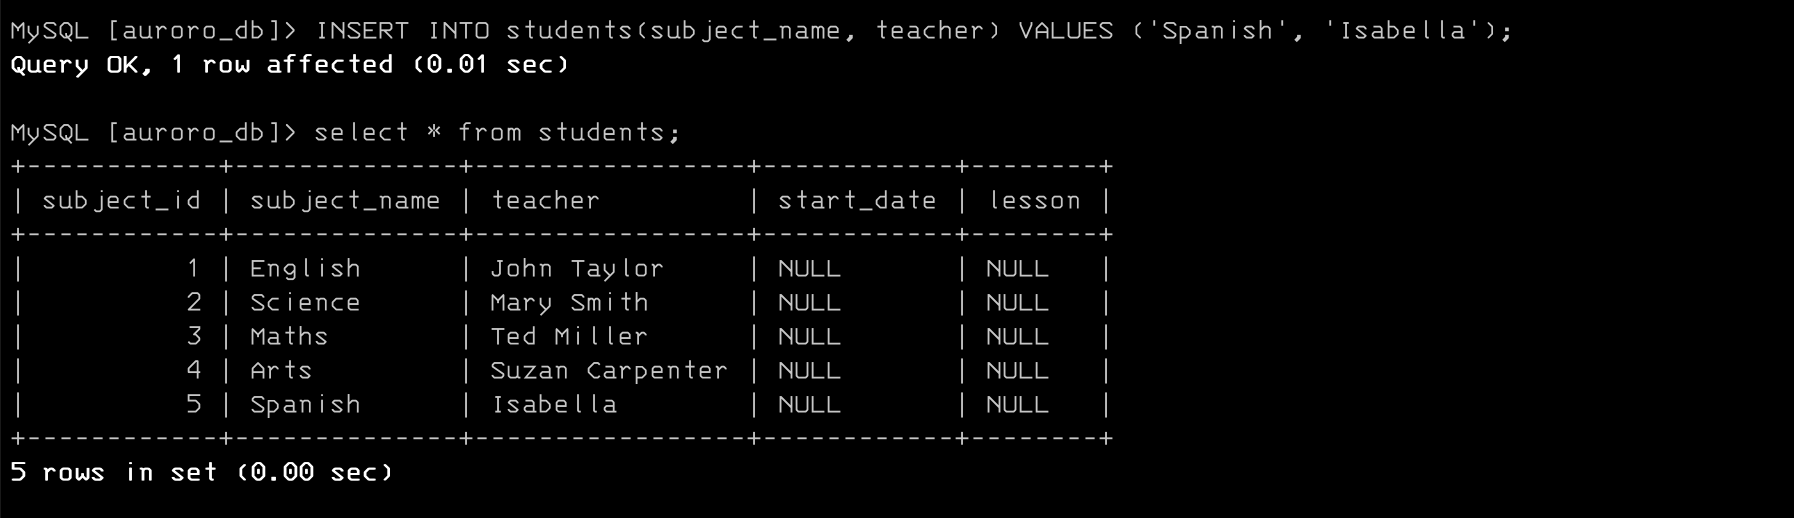 MySQL [auroro_db]> INSERT INTO students(subject_name, teacher) VALUES ('Spanish', 'Isabella');
Query OK, 1 row affected (0.01 sec)

MySQL [auroro_db]> select * from students;
+------------+--------------+-----------------+------------+--------+
| subject_id | subject_name | teacher         | start_date | lesson |
+------------+--------------+-----------------+------------+--------+
|          1 | English      | John Taylor     | NULL       | NULL   |
|          2 | Science      | Mary Smith      | NULL       | NULL   |
|          3 | Maths        | Ted Miller      | NULL       | NULL   |
|          4 | Arts         | Suzan Carpenter | NULL       | NULL   |
|          5 | Spanish      | Isabella        | NULL       | NULL   |
+------------+--------------+-----------------+------------+--------+
5 rows in set (0.00 sec)